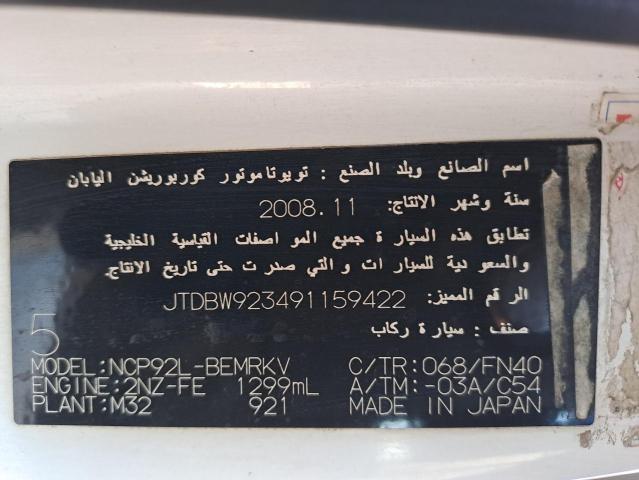 اسم الصانع وبلد الصنع : تويوتا موتور كوربوريشن اليابان
سنة وشهر الانتاج: 2008.11
تطابق هذه السيارة جميع المواصفات القياسية الخليجية
والسعودية للسيارات والتي صدرت حتى تاريخ الانتاج.
الرقم المميز: JTDBW923491159422
صنف : سيارة ركاب
5
MODEL:NCP92L-BEMRKV C/TR:068/FN40
ENGINE:2NZ-FE 1299mL A/TM:-03A/C54
PLANT:M32 921 MADE IN JAPAN